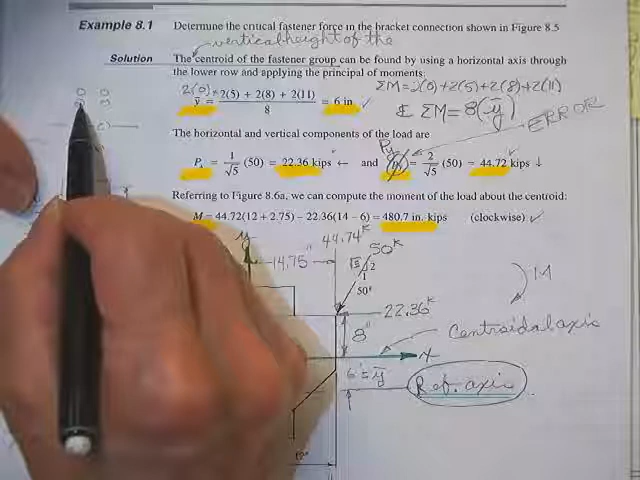 Example 8.1 Determine the critical fastener force in the bracket connection shown in Figure 8.5
vertical height of the
Solution The centroid of the fastener group can be found by using a horizontal axis through
the lower row and applying the principal of moments:
ΣM=2(0)+2(5)+2(8)+2(11)
2(0)+
ȳ = 2(5) + 2(8) + 2(11) / 8 = 6 in ✓
& ΣM=8(ȳ)
ERROR
The horizontal and vertical components of the load are
Py
Px = 1/√5 (50) = 22.36 kips ← and = 2/√5 (50) = 44.72 kips ↓
Referring to Figure 8.6a, we can compute the moment of the load about the centroid:
M = 44.72(12 + 2.75) − 22.36(14 − 6) = 480.7 in. kips (clockwise) ✓
y
44.74ᴷ
14.75"
50ᴷ
√5
2
1
50ᵏ
M
22.36ᴷ
8"
Centroidal axis
x
6"=ȳ
Ref. axis
12"